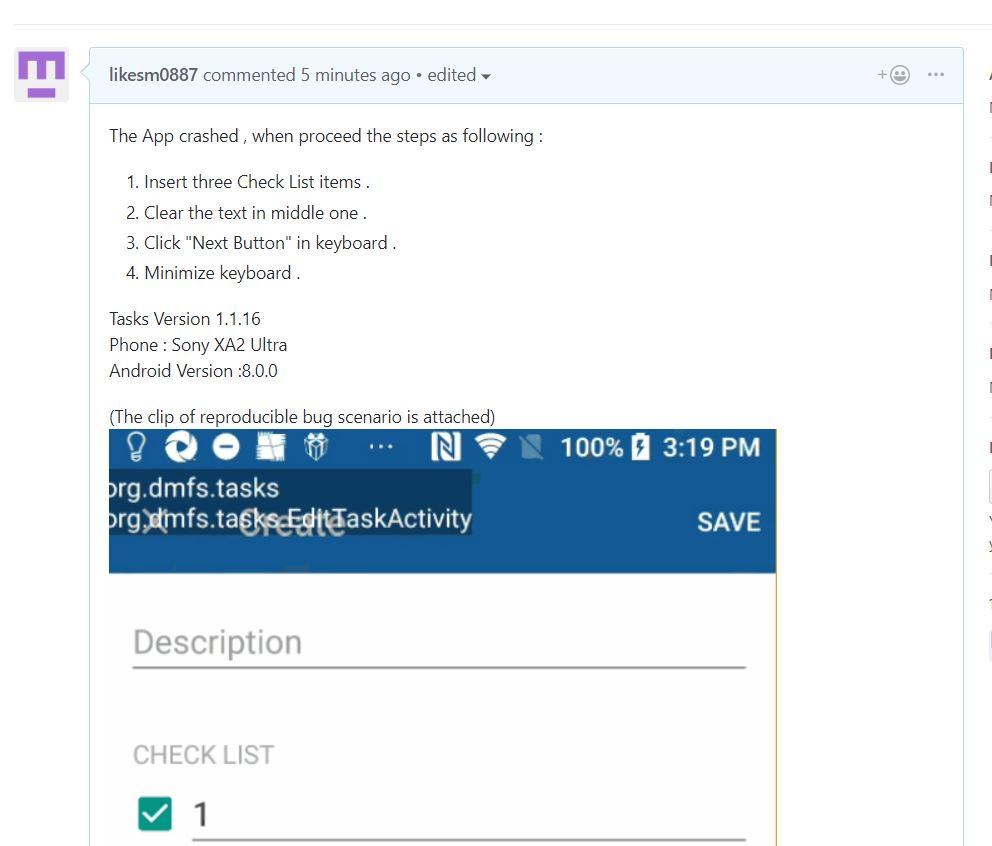 likesm0887 commented 5 minutes ago • edited
The App crashed , when proceed the steps as following :
1. Insert three Check List items .
2. Clear the text in middle one .
3. Click "Next Button" in keyboard .
4. Minimize keyboard .
Tasks Version 1.1.16
Phone : Sony XA2 Ultra
Android Version :8.0.0
(The clip of reproducible bug scenario is attached)
100% 3:19 PM
org.dmfs.tasks
org.dmfs.tasks.EditTaskActivity
Create
SAVE
Description
CHECK LIST
1